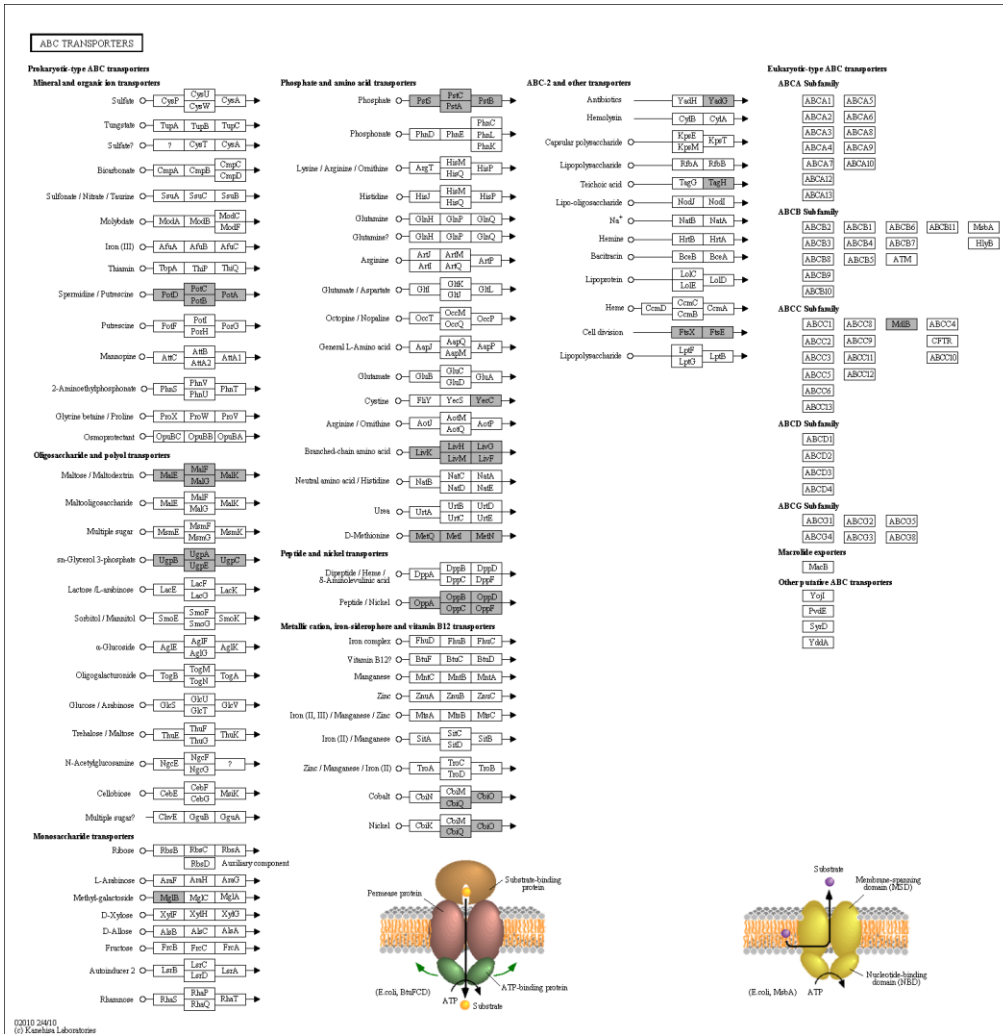 ABC TRANSPORTERS
Prokaryotic-type ABC transporters
Mineral and organic ion transporters
Sulfate CysP CysU CysW CysA
Tungstate TupA TupB TupC
Sulfate? ? CysT CysA
Bicarbonate CmpA CmpB CmpC CmpD
Sulfonate / Nitrate / Taurine SsuA SsuC SsuB
Molybdate ModA ModB ModC ModF
Iron (III) AfuA AfuB AfuC
Thiamin TbpA ThiP ThiQ
Spermidine / Putrescine PotD PotC PotB PotA
Putrescine PotF PotI PotH PotG
Mannopine AttC AttB AttA2 AttA1
2-Aminoethylphosphonate PhnS PhnV PhnU PhnT
Glycine betaine / Proline ProX ProW ProV
Osmoprotectant OpuBC OpuBB OpuBA
Oligosaccharide and polyol transporters
Maltose / Maltodextrin MalE MalF MalG MalK
Maltooligosaccharide MalE MalF MalG MalK
Multiple sugar MsmE MsmF MsmG MsmK
sn-Glycerol 3-phosphate UgpB UgpA UgpE UgpC
Lactose /L-arabinose LacE LacF LacG LacK
Sorbitol / Mannitol SmoE SmoF SmoG SmoK
α-Glucoside AglE AglF AglG AglK
Oligogalacturonide TogB TogM TogN TogA
Glucose / Arabinose GlcS GlcU GlcT GlcV
Trehalose / Maltose ThuE ThuF ThuG ThuK
N-Acetylglucosamine NgcE NgcF NgcG ?
Cellobiose CebE CebF CebG MsiK
Multiple sugar? ChvE GguB GguA
Monosaccharide transporters
Ribose RbsB RbsC RbsA
RbsD Auxiliary component
L-Arabinose AraF AraH AraG
Methyl-galactoside MglB MglC MglA
D-Xylose XylF XylH XylG
D-Allose AlsB AlsC AlsA
Fructose FrcB FrcC FrcA
Autoinducer 2 LsrB LsrC LsrD LsrA
Rhamnose RhaS RhaP RhaQ RhaT
Phosphate and amino acid transporters
Phosphate PstS PstC PstA PstB
Phosphonate PhnD PhnE PhnC PhnL PhnK
Lysine / Arginine / Ornithine ArgT HisM HisQ HisP
Histidine HisJ HisM HisQ HisP
Glutamine GlnH GlnP GlnQ
Glutamine? GlnH GlnP GlnQ
Arginine ArtJ ArtI ArtM ArtQ ArtP
Glutamate / Aspartate GltI GltK GltJ GltL
Octopine / Nopaline OccT OccM OccQ OccP
General L-Amino acid AapJ AapQ AapM AapP
Glutamate GluB GluC GluD GluA
Cystine FliY YecS YecC
Arginine / Ornithine AotJ AotM AotQ AotP
Branched-chain amino acid LivK LivH LivM LivG LivF
Neutral amino acid / Histidine NatB NatC NatD NatA NatE
Urea UrtA UrtB UrtC UrtD UrtE
D-Methionine MetQ MetI MetN
Peptide and nickel transporters
Dipeptide / Heme / δ-Aminolevulinic acid DppA DppB DppC DppD DppF
Peptide / Nickel OppA OppB OppC OppD OppF
Metallic cation, iron-siderophore and vitamin B12 transporters
Iron complex FhuD FhuB FhuC
Vitamin B12? BtuF BtuC BtuD
Manganese MntC MntB MntA
Zinc ZnuA ZnuB ZnuC
Iron (II, III) / Manganese / Zinc MtsA MtsB MtsC
Iron (II) / Manganese SitA SitC SitD SitB
Zinc / Manganese / Iron (II) TroA TroC TroD TroB
Cobalt CbiN CbiM CbiQ CbiO
Nickel CbiK CbiM CbiQ CbiO
ABC-2 and other transporters
Antibiotics YadH YadG
Hemolysin CylB CylA
Capsular polysaccharide KpsE KpsM KpsT
Lipopolysaccharide RfbA RfbB
Teichoic acid TagG TagH
Lipo-oligosaccharide NodJ NodI
Na+ NatB NatA
Hemine HrtB HrtA
Bacitracin BceB BceA
Lipoprotein LolC LolE LolD
Heme CcmD CcmC CcmB CcmA
Cell division FtsX FtsE
Lipopolysaccharide LptF LptG LptB
Eukaryotic-type ABC transporters
ABCA Subfamily
ABCA1 ABCA5
ABCA2 ABCA6
ABCA3 ABCA8
ABCA4 ABCA9
ABCA7 ABCA10
ABCA12
ABCA13
ABCB Subfamily
ABCB2 ABCB1 ABCB6 ABCB11 MsbA
ABCB3 ABCB4 ABCB7 HlyB
ABCB8 ABCB5 ATM
ABCB9
ABCB10
ABCC Subfamily
ABCC1 ABCC8 MdlB ABCC4
ABCC2 ABCC9 CFTR
ABCC3 ABCC11 ABCC10
ABCC5 ABCC12
ABCC6
ABCC13
ABCD Subfamily
ABCD1
ABCD2
ABCD3
ABCD4
ABCG Subfamily
ABCG1 ABCG2 ABCG5
ABCG4 ABCG3 ABCG8
Macrolide exporters
MacB
Other putative ABC transporters
YojI
PvdE
SyrD
YddA
Substrate-binding protein
Permease protein
ATP-binding protein
(E.coli, BtuFCD)
ATP
Substrate
Substrate
Membrane-spanning domain (MSD)
Nucleotide-binding domain (NBD)
(E.coli, MsbA)
ATP
02010 2/4/10
(c) Kanehisa Laboratories